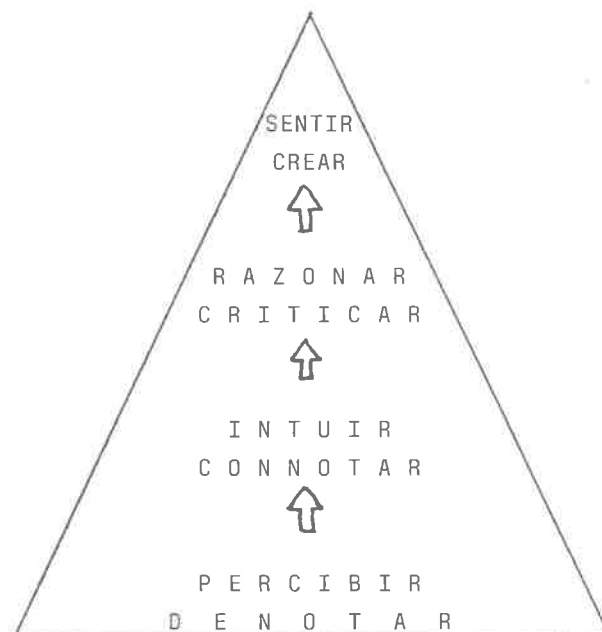 SENTIR
CREAR
RAZONAR
CRITICAR
INTUIR
CONNOTAR
PERCIBIR
DENOTAR